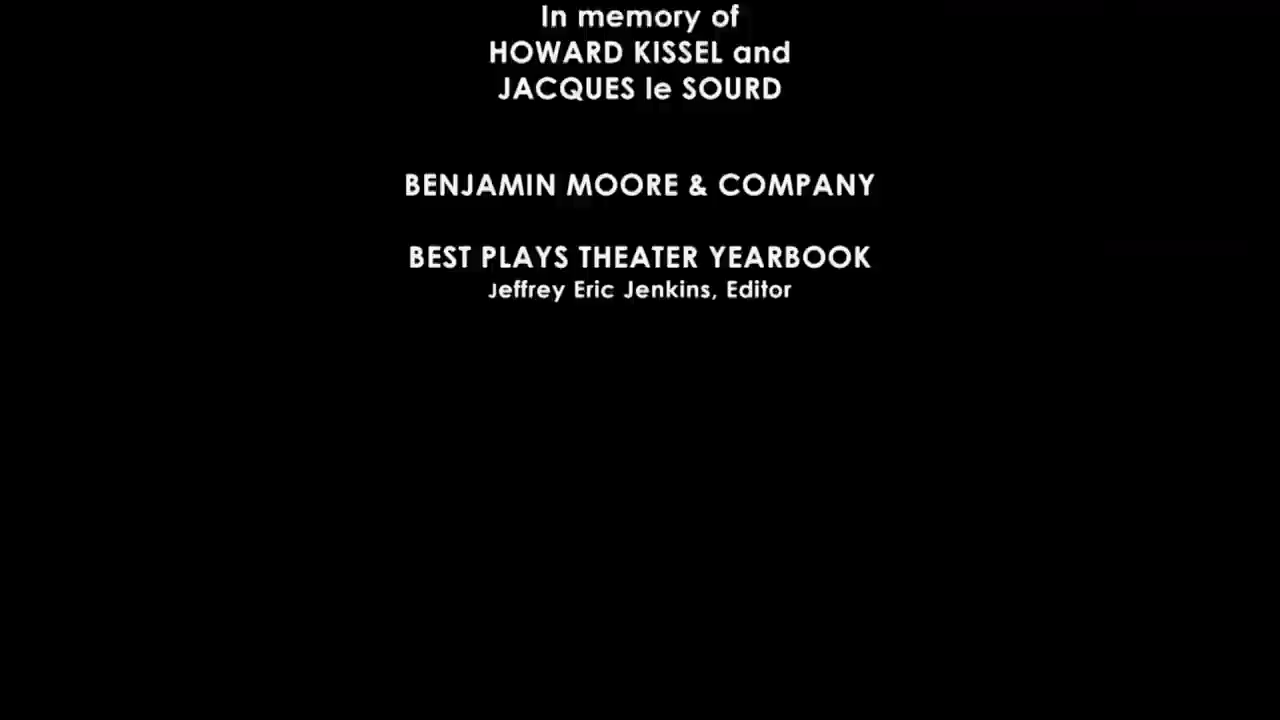 In memory of
HOWARD KISSEL and
JACQUES le SOURD
BENJAMIN MOORE & COMPANY
BEST PLAYS THEATER YEARBOOK
Jeffrey Eric Jenkins, Editor